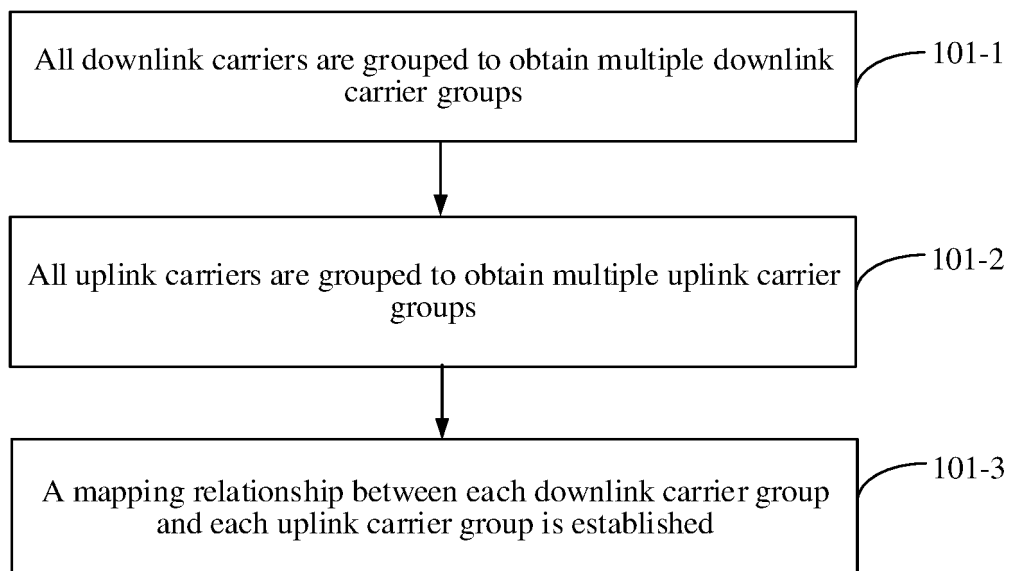 All downlink carriers are grouped to obtain multiple downlink
carrier groups
101-1
All uplink carriers are grouped to obtain multiple uplink carrier
groups
101-2
A mapping relationship between each downlink carrier group
and each uplink carrier group is established
101-3